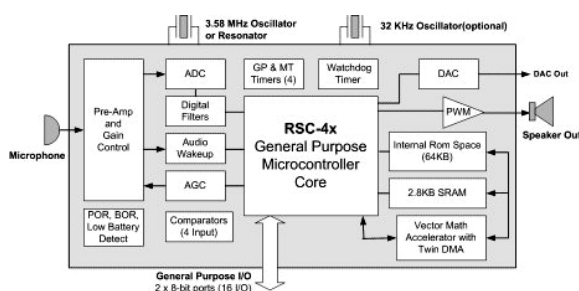 3.58 MHz Oscillator
or Resonator
32 KHz Oscillator(optional)
ADC
GP & MT
Timers (4)
Watchdog
Timer
DAC
DAC Out
Pre-Amp
and
Gain
Control
Digital
Filters
RSC-4x
General Purpose
Microcontroller
Core
PWM
Speaker Out
Microphone
Audio
Wakeup
Internal Rom Space
(64KB)
AGC
2.8KB SRAM
POR, BOR,
Low Battery
Detect
Comparators
(4 Input)
Vector Math
Accelerator with
Twin DMA
General Purpose I/O
2 x 8-bit ports (16 I/O)